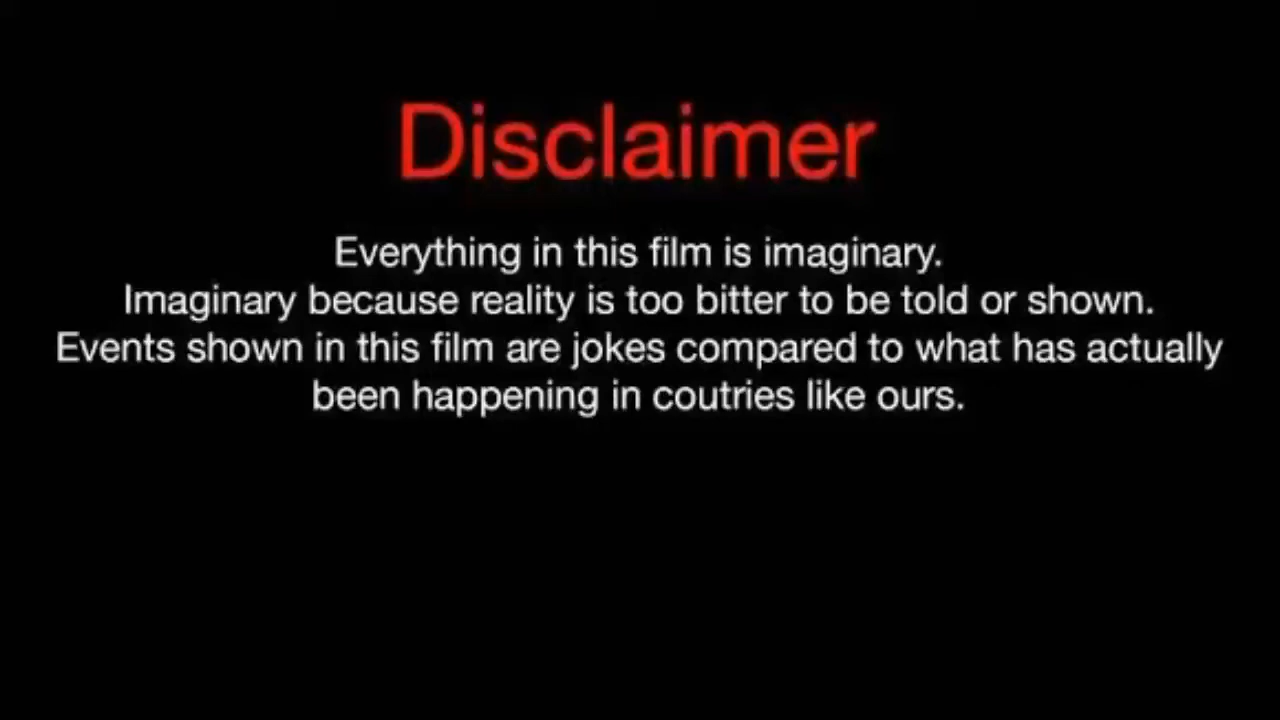 Disclaimer
Everything in this film is imaginary.
Imaginary because reality is too bitter to be told or shown.
Events shown in this film are jokes compared to what has actually
been happening in coutries like ours.